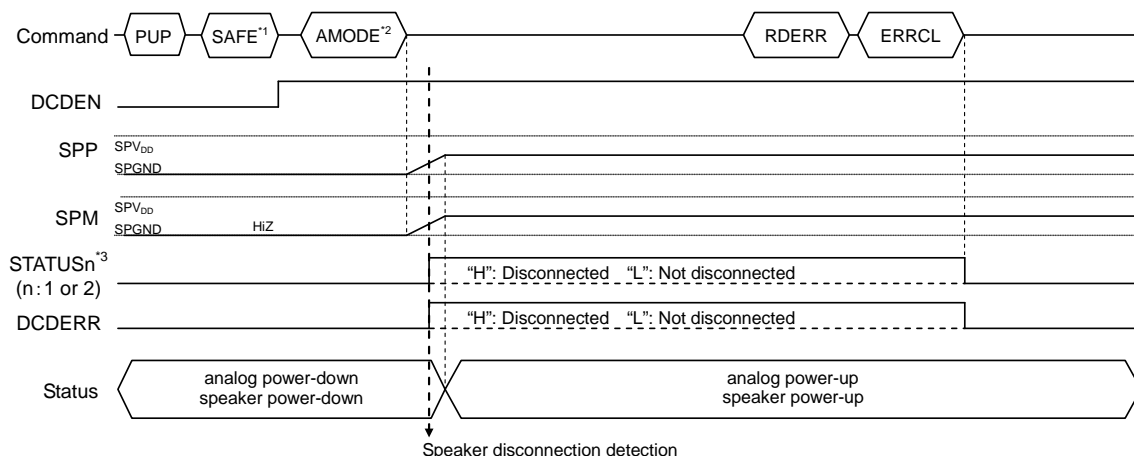 Command PUP SAFE*1 AMODE*2 RDERR ERRCL
DCDEN
SPP
SPVDD
SPGND
SPM
SPVDD
SPGND
HiZ
STATUSn*3
(n:1 or 2)
"H": Disconnected "L": Not disconnected
DCDERR
"H": Disconnected "L": Not disconnected
Status
analog power-down
speaker power-down
analog power-up
speaker power-up
Speaker disconnection detection